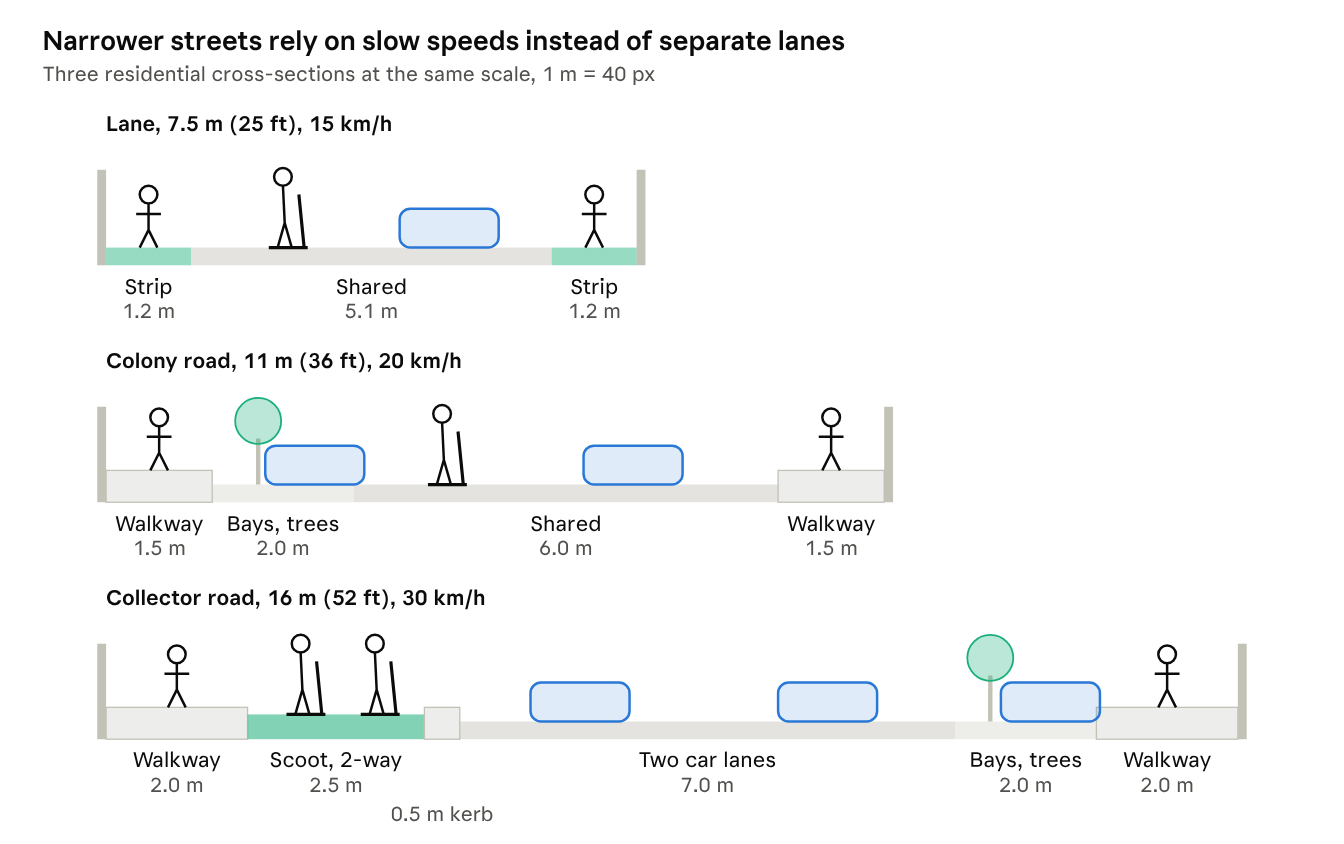 Narrower streets rely on slow speeds instead of separate lanes
Three residential cross-sections at the same scale, 1 m = 40 px
Lane, 7.5 m (25 ft), 15 km/h
Strip
Shared
Strip
1.2 m
5.1 m
1.2 m
Colony road, 11 m (36 ft), 20 km/h
Walkway
Bays, trees
Shared
Walkway
1.5 m
2.0 m
6.0 m
1.5 m
Collector road, 16 m (52 ft), 30 km/h
Walkway
Scoot, 2-way
Two car lanes
Bays, trees
Walkway
2.0 m
2.5 m
7.0 m
2.0 m
2.0 m
0.5 m kerb